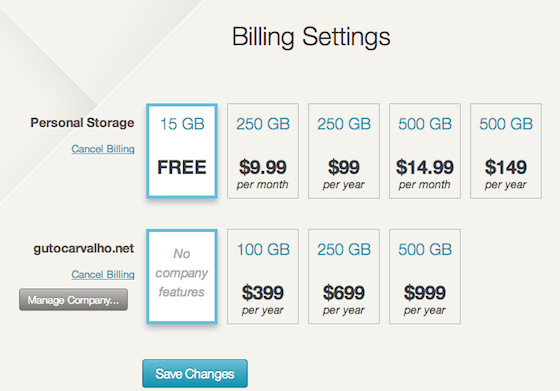 Billing Settings
Personal Storage
Cancel Billing
15 GB
FREE
250 GB
$9.99
per month
250 GB
$99
per year
500 GB
$14.99
per month
500 GB
$149
per year
gutocarvalho.net
Cancel Billing
Manage Company...
No
company
features
100 GB
$399
per year
250 GB
$699
per year
500 GB
$999
per year
Save Changes